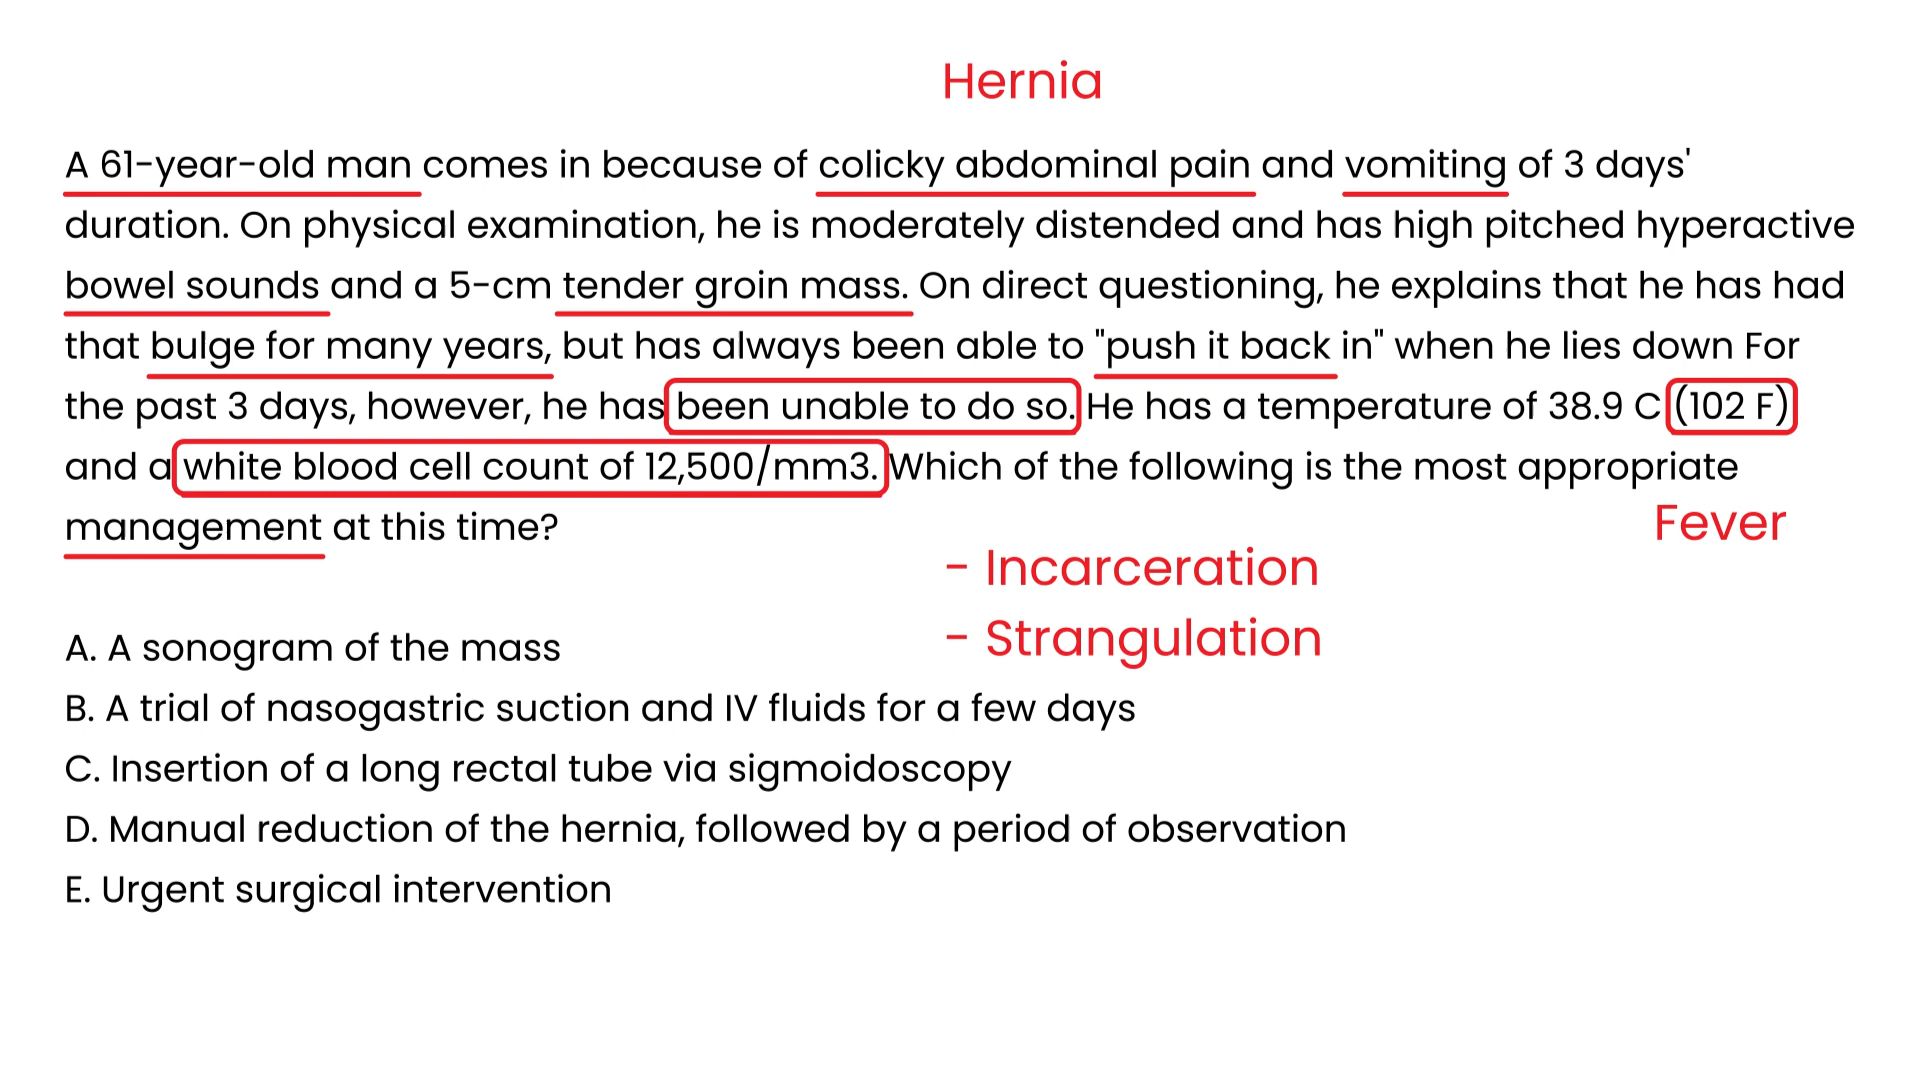 Hernia
A 61-year-old man comes in because of colicky abdominal pain and vomiting of 3 days'
duration. On physical examination, he is moderately distended and has high pitched hyperactive
bowel sounds and a 5-cm tender groin mass. On direct questioning, he explains that he has had
that bulge for many years, but has always been able to "push it back in" when he lies down For
the past 3 days, however, he has been unable to do so. He has a temperature of 38.9 C (102 F)
and a white blood cell count of 12,500/mm3. Which of the following is the most appropriate
management at this time?
Fever
- Incarceration
- Strangulation
A. A sonogram of the mass
B. A trial of nasogastric suction and IV fluids for a few days
C. Insertion of a long rectal tube via sigmoidoscopy
D. Manual reduction of the hernia, followed by a period of observation
E. Urgent surgical intervention